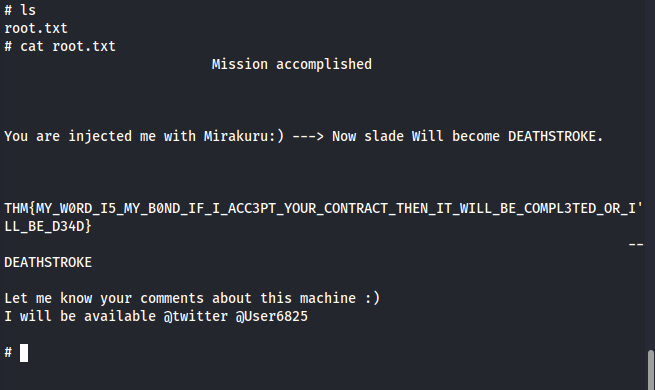 # ls
root.txt
# cat root.txt
Mission accomplished
You are injected me with Mirakuru:) ---> Now slade Will become DEATHSTROKE.
THM{MY_W0RD_I5_MY_B0ND_IF_I_ACC3PT_YOUR_CONTRACT_THEN_IT_WILL_BE_COMPL3TED_OR_I'
LL_BE_D34D}
--
DEATHSTROKE
Let me know your comments about this machine :)
I will be available @twitter @User6825
#